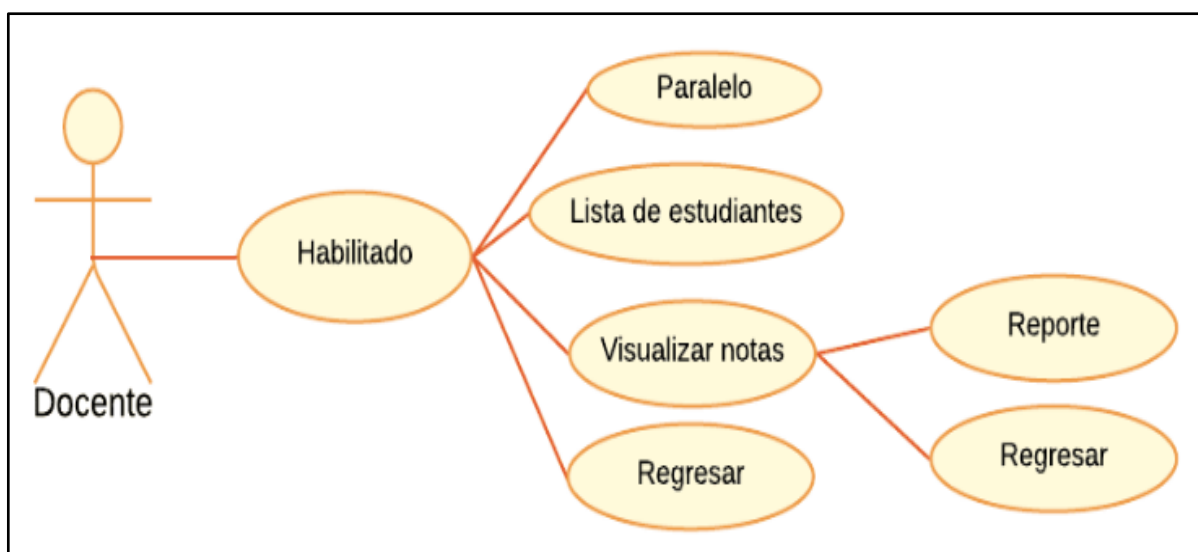 Paralelo
Lista de estudiantes
Habilitado
Visualizar notas
Reporte
Docente
Regresar
Regresar